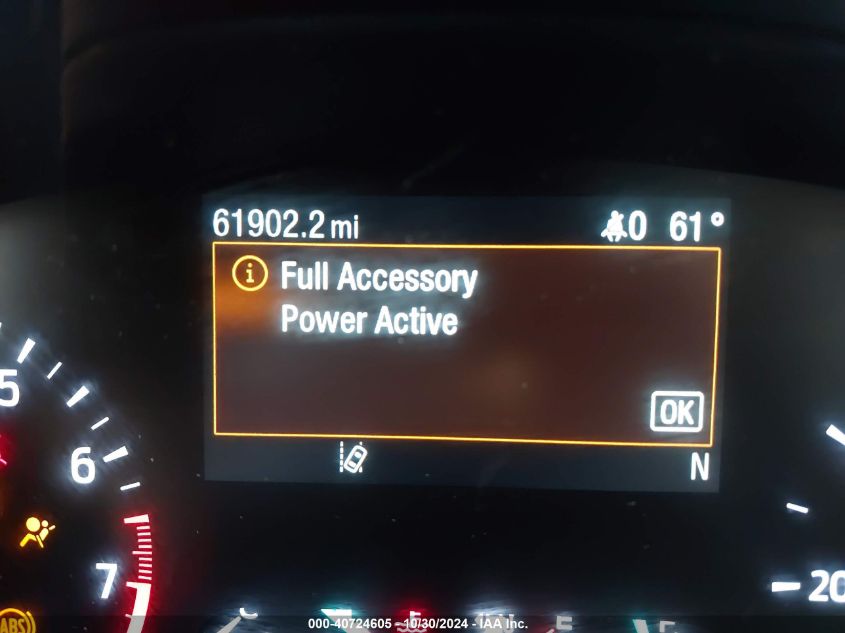 61902.2 mi 0 61°
Full Accessory
Power Active
OK
N
5
6
7
20
ABS
C
E
F
000-40724605 - 10/30/2024 - IAA Inc.